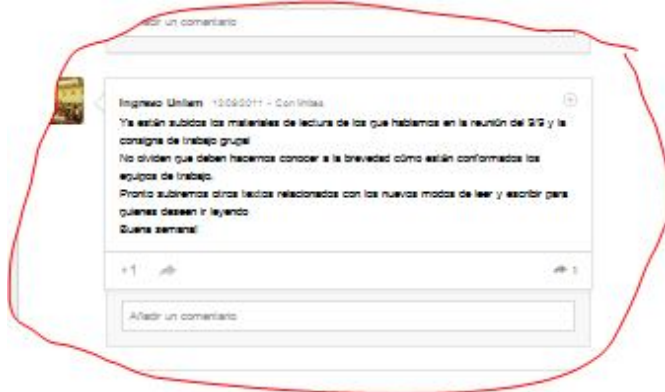 Añadir un comentario
Ingreso Unlam 12/09/2011 - Con límites
Ya están subidos los materiales de lectura de los que hablamos en la reunión del 9/9 y la
consigna de trabajo grupal
No olviden que deben hacernos conocer a la brevedad cómo están conformados los
equipos de trabajo.
Pronto subiremos otros textos relacionados con los nuevos modos de leer y escribir para
quienes deseen ir leyendo
Buena semana!
+1
1
Añadir un comentario